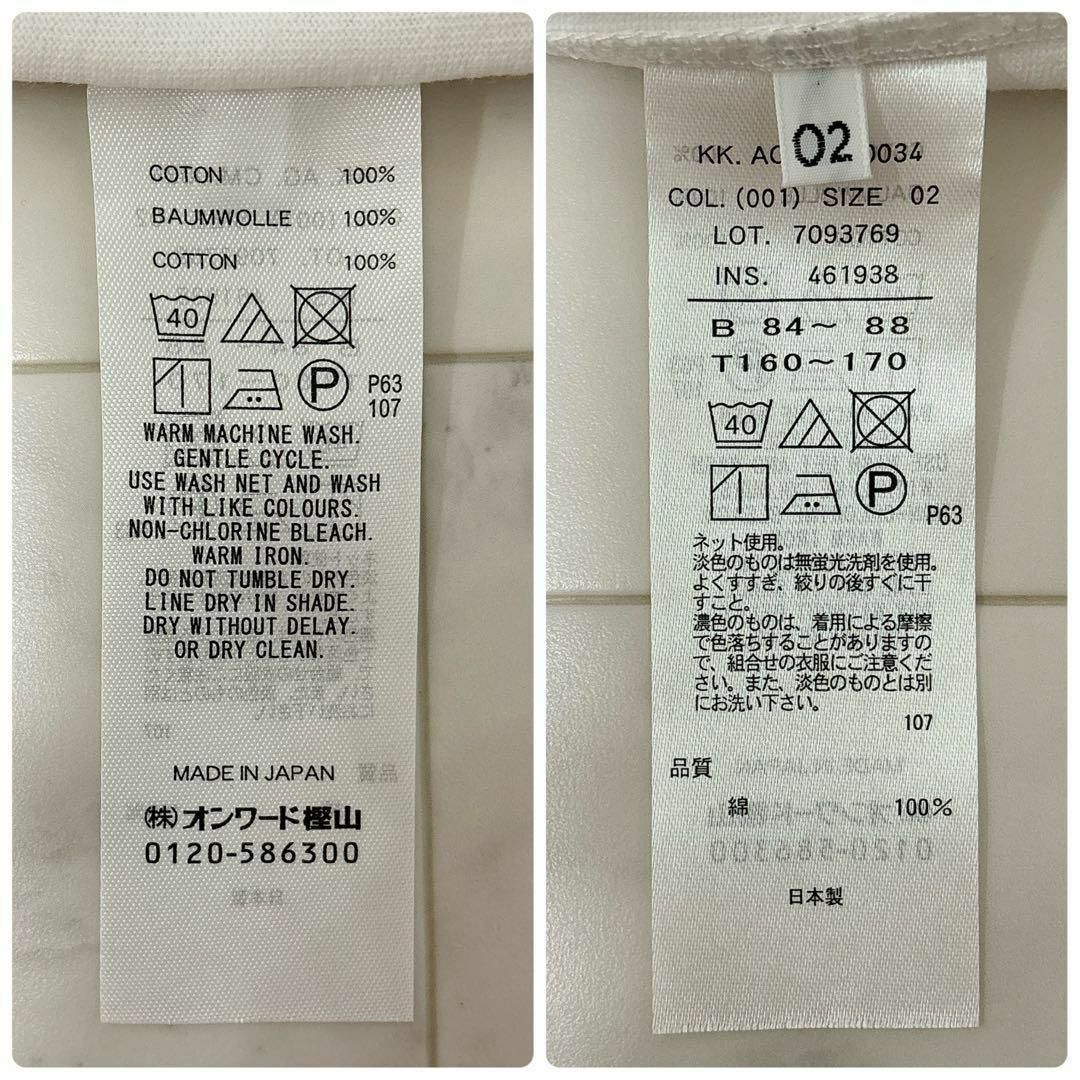 COTON 100%
BAUMWOLLE 100%
COTTON 100%
40
P P63
107
WARM MACHINE WASH.
GENTLE CYCLE.
USE WASH NET AND WASH
WITH LIKE COLOURS.
NON-CHLORINE BLEACH.
WARM IRON.
DO NOT TUMBLE DRY.
LINE DRY IN SHADE.
DRY WITHOUT DELAY.
OR DRY CLEAN.
MADE IN JAPAN
(株)オンワード樫山
0120-586300
02
KK. AC 0034
COL. (001) SIZE 02
LOT. 7093769
INS. 461938
B 84～ 88
T160～170
40
P P63
ネット使用。
淡色のものは無蛍光洗剤を使用。
よくすすぎ、絞りの後すぐに干
すこと。
濃色のものは、着用による摩擦
で色落ちすることがありますの
で、組合せの衣服にご注意くだ
さい。また、淡色のものとは別
にお洗い下さい。
107
品質
綿 100%
日本製